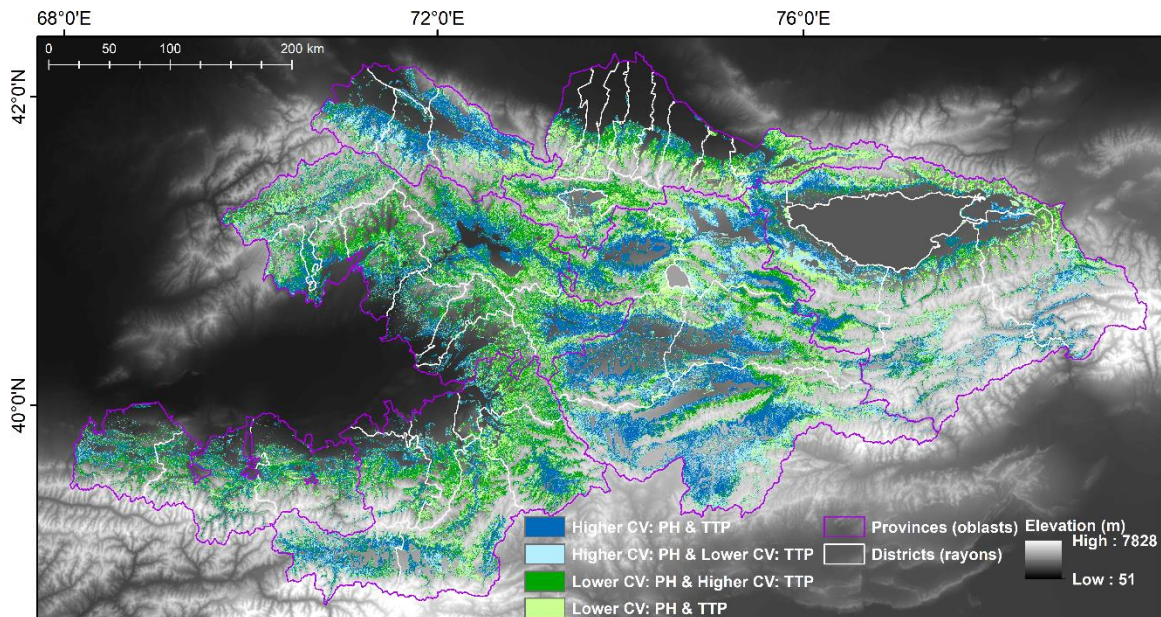 68°0'E 72°0'E 76°0'E
0 50 100 200 km
42°0'N
40°0'N
Higher CV: PH & TTP
Higher CV: PH & Lower CV: TTP
Lower CV: PH & Higher CV: TTP
Lower CV: PH & TTP
Provinces (oblasts)
Districts (rayons)
Elevation (m)
High : 7828
Low : 51